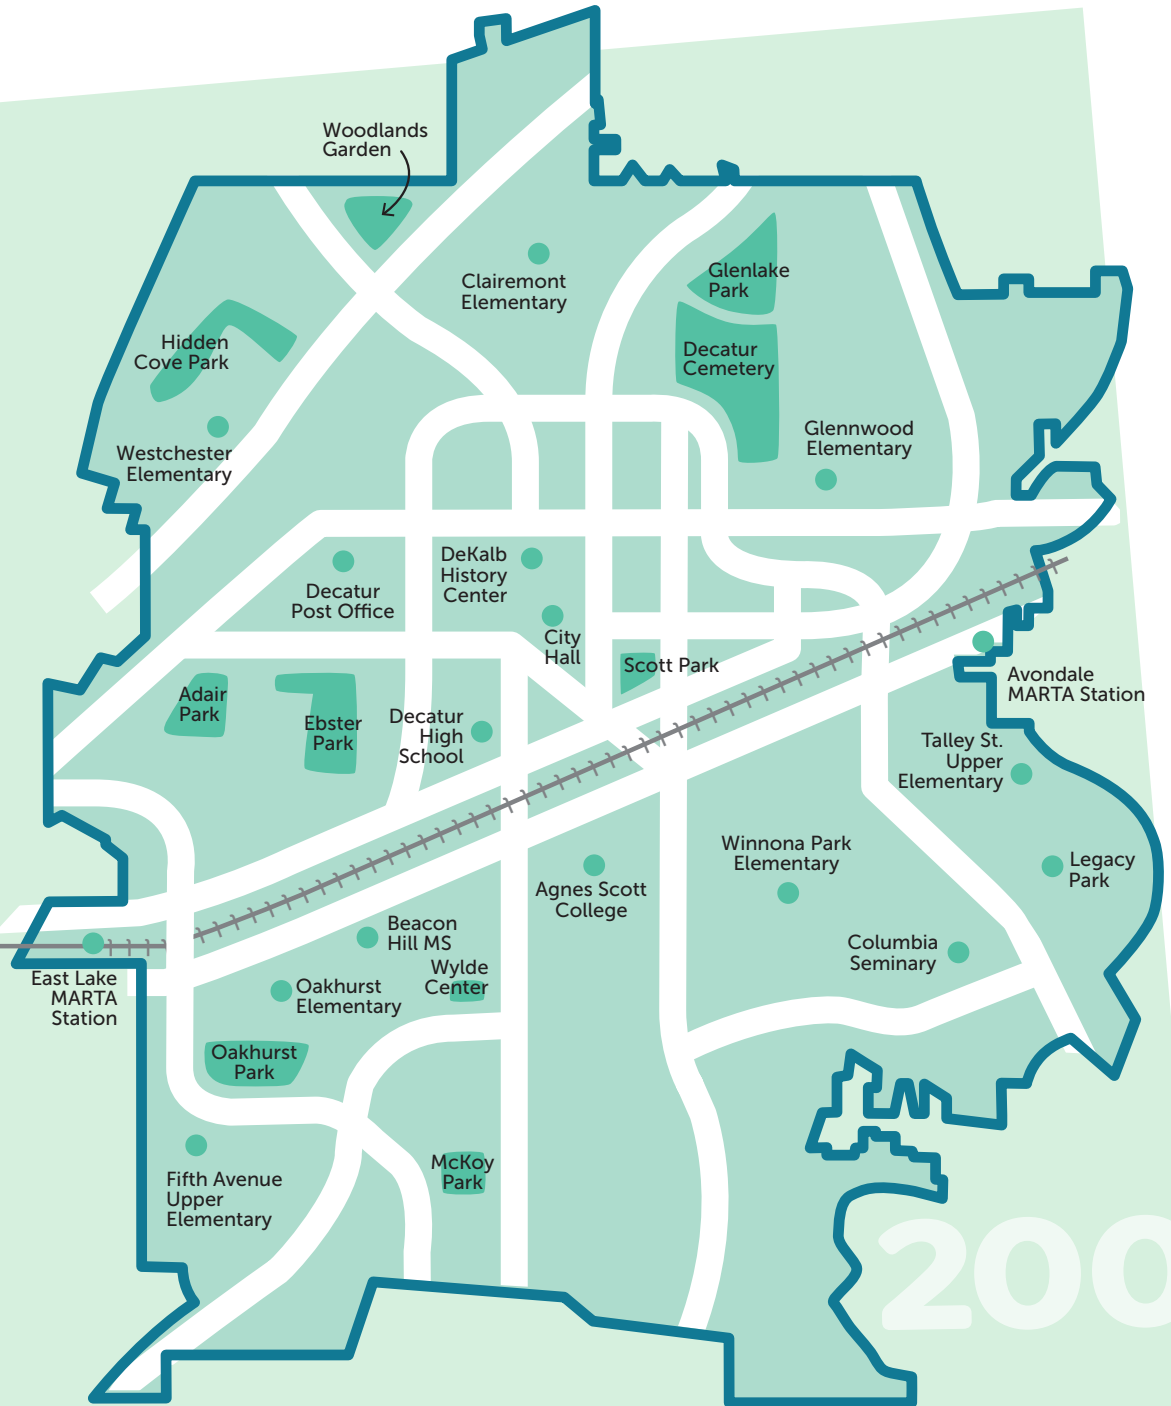 Woodlands
Garden
Clairemont
Elementary
Glenlake
Park
Hidden
Cove Park
Decatur
Cemetery
Westchester
Elementary
Glennwood
Elementary
Decatur
Post Office
DeKalb
History
Center
City
Hall
Scott Park
Avondale
MARTA Station
Adair
Park
Ebster
Park
Decatur
High
School
Talley St.
Upper
Elementary
Winnona Park
Elementary
Legacy
Park
Agnes Scott
College
Beacon
Hill MS
Columbia
Seminary
Wylde
Center
East Lake
MARTA
Station
Oakhurst
Elementary
Oakhurst
Park
McKoy
Park
Fifth Avenue
Upper
Elementary
200